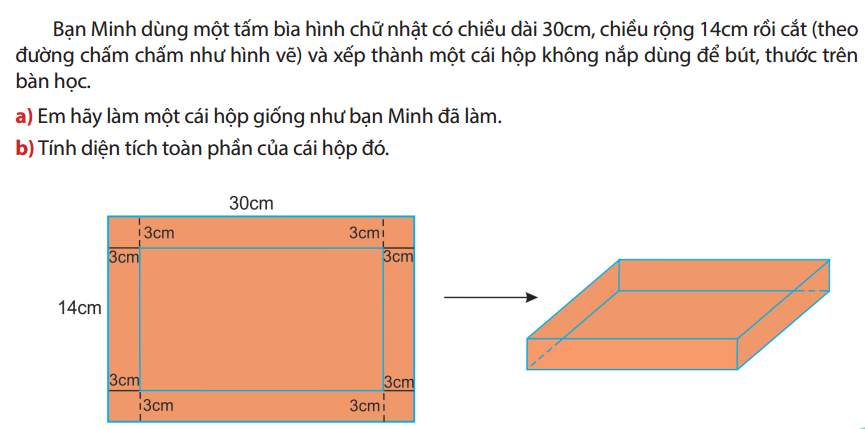 Bạn Minh dùng một tấm bìa hình chữ nhật có chiều dài 30cm, chiều rộng 14cm rồi cắt (theo
đường chấm chấm như hình vẽ) và xếp thành một cái hộp không nắp dùng để bút, thước trên
bàn học.
a) Em hãy làm một cái hộp giống như bạn Minh đã làm.
b) Tính diện tích toàn phần của cái hộp đó.
30cm
3cm 3cm
3cm 3cm
14cm
3cm 3cm
3cm 3cm